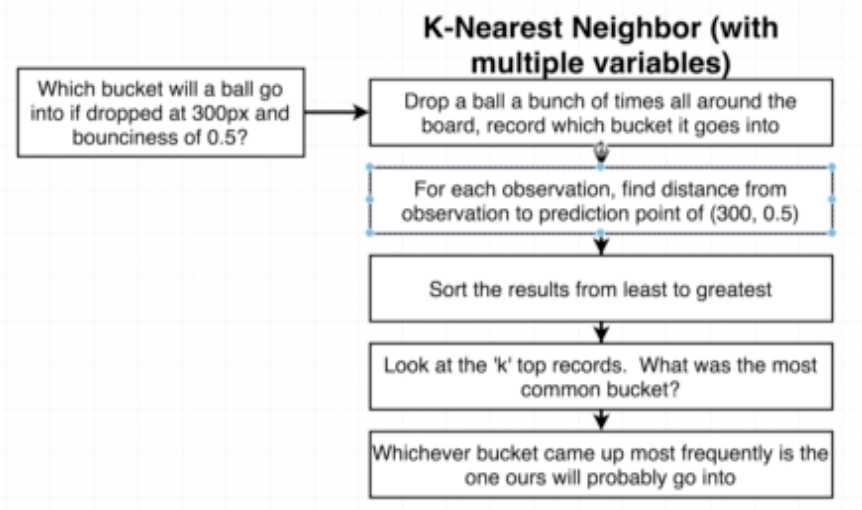 K-Nearest Neighbor (with
multiple variables)
Which bucket will a ball go
into if dropped at 300px and
bounciness of 0.5?
Drop a ball a bunch of times all around the
board, record which bucket it goes into
For each observation, find distance from
observation to prediction point of (300, 0.5)
Sort the results from least to greatest
Look at the 'k' top records.  What was the most
common bucket?
Whichever bucket came up most frequently is the
one ours will probably go into